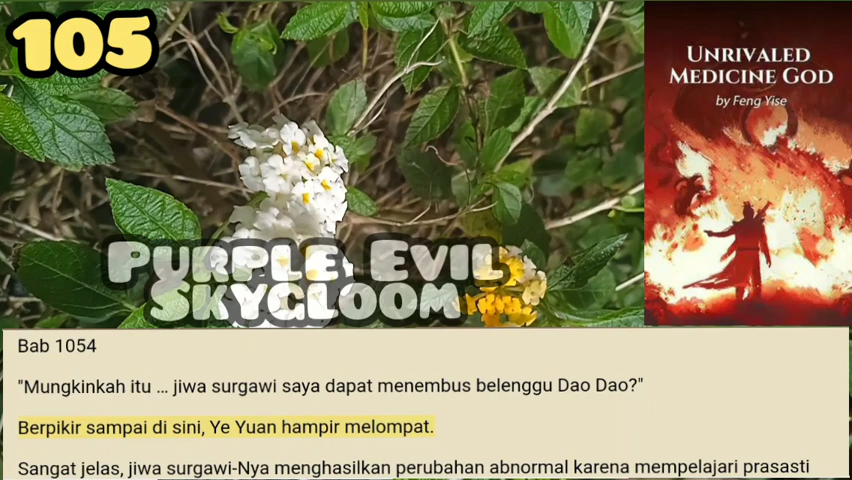 105
UNRIVALED
MEDICINE GOD
by Feng Yise
PURPLE EVIL
SKYGLOOM
Bab 1054
"Mungkinkah itu ... jiwa surgawi saya dapat menembus belenggu Dao Dao?"
Berpikir sampai di sini, Ye Yuan hampir melompat.
Sangat jelas, jiwa surgawi-Nya menghasilkan perubahan abnormal karena mempelajari prasasti